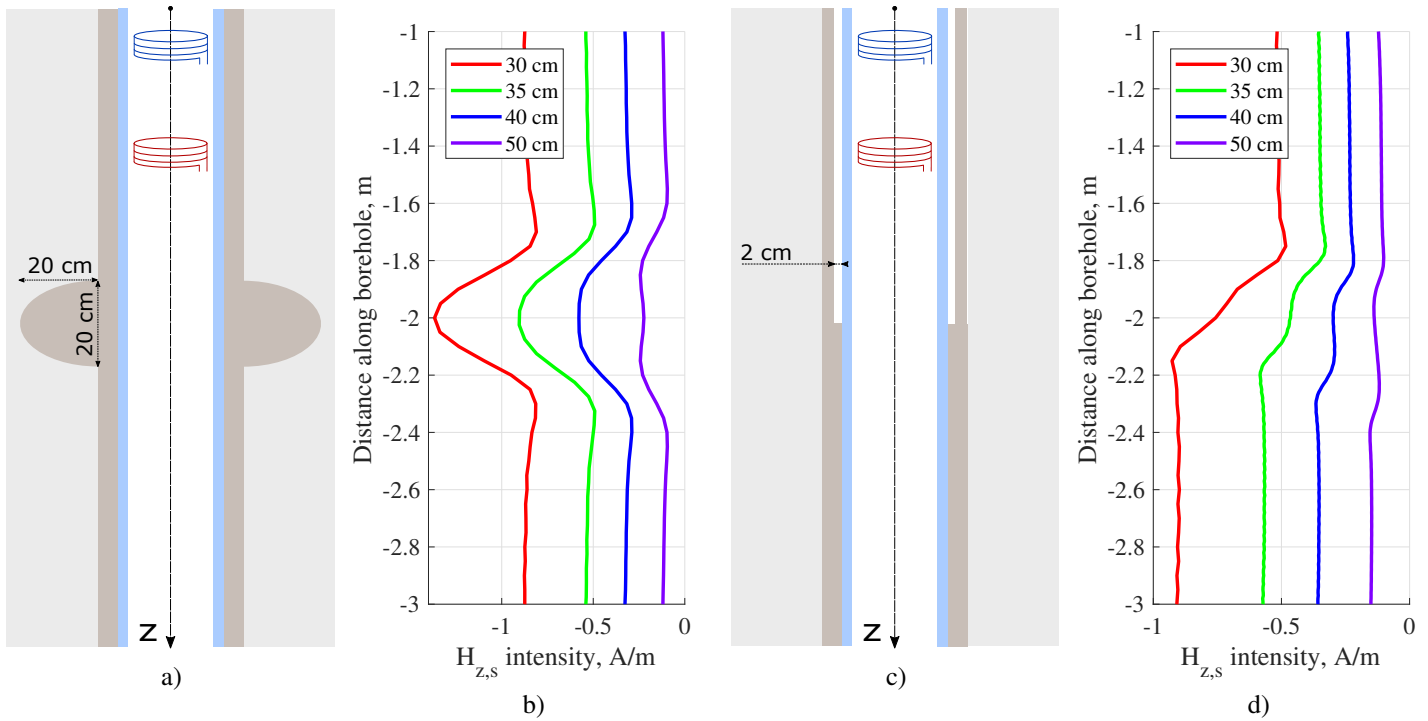 20 cm
20 cm
z
a)
30 cm
35 cm
40 cm
50 cm
-1
-1.2
-1.4
-1.6
-1.8
-2
-2.2
-2.4
-2.6
-2.8
-3
Distance along borehole, m
-1
-0.5
0
H_{z,s} intensity, A/m
b)
2 cm
z
c)
30 cm
35 cm
40 cm
50 cm
-1
-1.2
-1.4
-1.6
-1.8
-2
-2.2
-2.4
-2.6
-2.8
-3
Distance along borehole, m
-1
-0.5
0
H_{z,s} intensity, A/m
d)